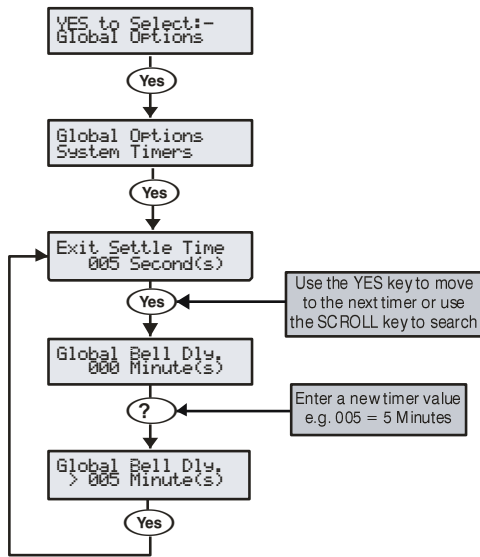 YES to Select:-
Global Options
Yes
Global Options
System Timers
Yes
Exit Settle Time
005 Second(s)
Yes
Use the YES key to move
to the next timer or use
the SCROLL key to search
Global Bell Dly.
000 Minute(s)
?
Enter a new timer value
e.g. 005 = 5 Minutes
Global Bell Dly.
> 005 Minute(s)
Yes